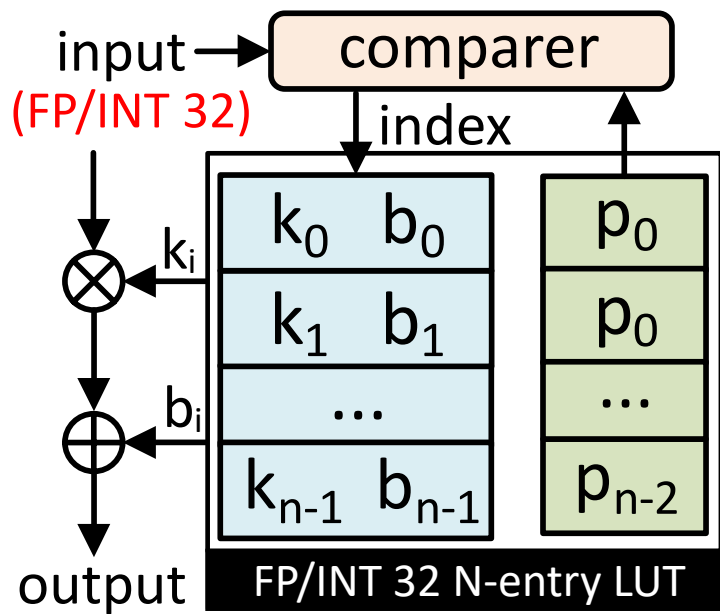 input
comparer
(FP/INT 32)
index
k₀ b₀
p₀
kᵢ
k₁ b₁
p₀
bᵢ
...
...
kₙ₋₁ bₙ₋₁
pₙ₋₂
output
FP/INT 32 N-entry LUT